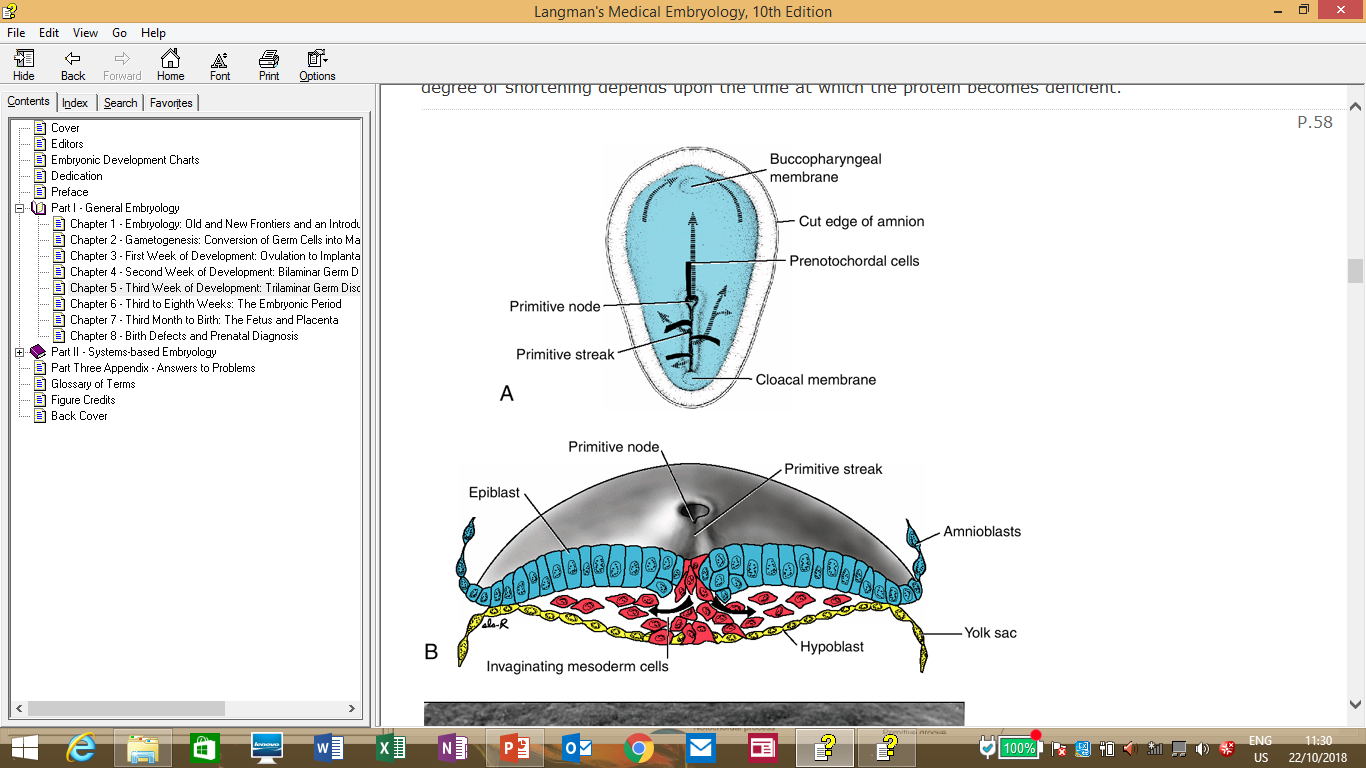 Langman's Medical Embryology, 10th Edition
File Edit View Go Help
Hide Back Forward Home Font Print Options
Contents Index Search Favorites
Cover
Editors
Embryonic Development Charts
Dedication
Preface
Part I - General Embryology
Chapter 1 - Embryology: Old and New Frontiers and an Introdu
Chapter 2 - Gametogenesis: Conversion of Germ Cells into Ma
Chapter 3 - First Week of Development: Ovulation to Implanta
Chapter 4 - Second Week of Development: Bilaminar Germ D
Chapter 5 - Third Week of Development: Trilaminar Germ Disc
Chapter 6 - Third to Eighth Weeks: The Embryonic Period
Chapter 7 - Third Month to Birth: The Fetus and Placenta
Chapter 8 - Birth Defects and Prenatal Diagnosis
Part II - Systems-based Embryology
Part Three Appendix - Answers to Problems
Glossary of Terms
Figure Credits
Back Cover
degree of shortening depends upon the time at which the protein becomes deficient.
P.58
Buccopharyngeal
membrane
Cut edge of amnion
Prenotochordal cells
Primitive node
Primitive streak
Cloacal membrane
A
Primitive node
Primitive streak
Epiblast
Amnioblasts
Yolk sac
Hypoblast
B
Invaginating mesoderm cells
lenovo
100%
ENG
US
11:30
22/10/2018